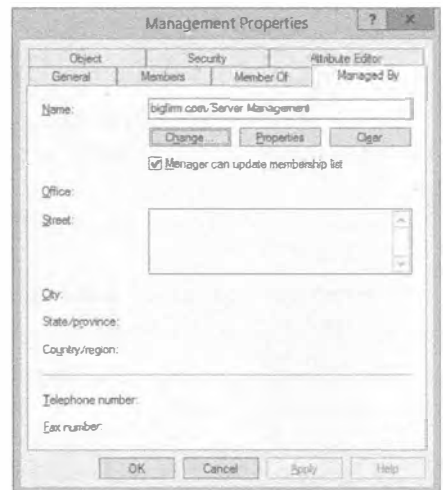 Management Properties ? ×
Object Security Attribute Editor
General Members Member Of Managed By
Name: bigfirm.com/Server Management
Change... Properties Clear
Manager can update membership list
Office:
Street:
City:
State/province:
Country/region:
Telephone number:
Fax number:
OK Cancel Apply Help